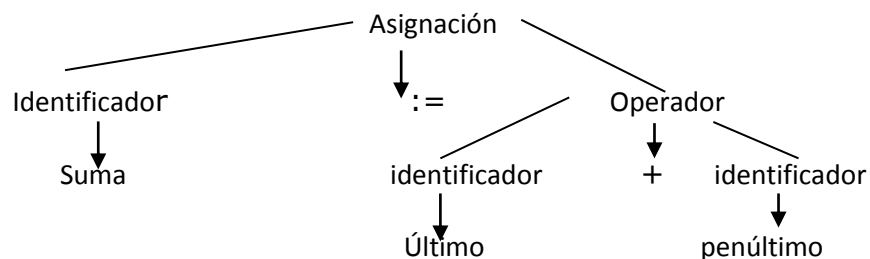 Asignación
Identificador := Operador
Suma identificador + identificador
Último penúltimo